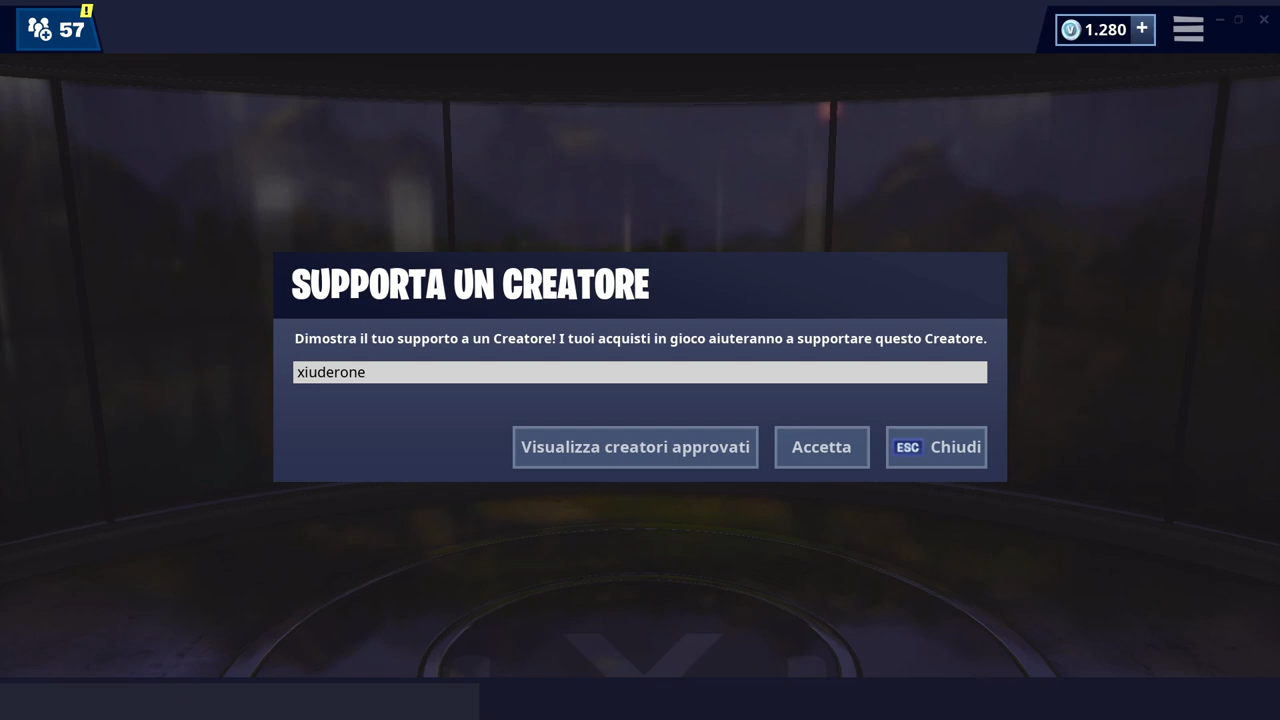 57
!
1.280 +
SUPPORTA UN CREATORE
Dimostra il tuo supporto a un Creatore! I tuoi acquisti in gioco aiuteranno a supportare questo Creatore.
xiuderone
Visualizza creatori approvati
Accetta
ESC Chiudi